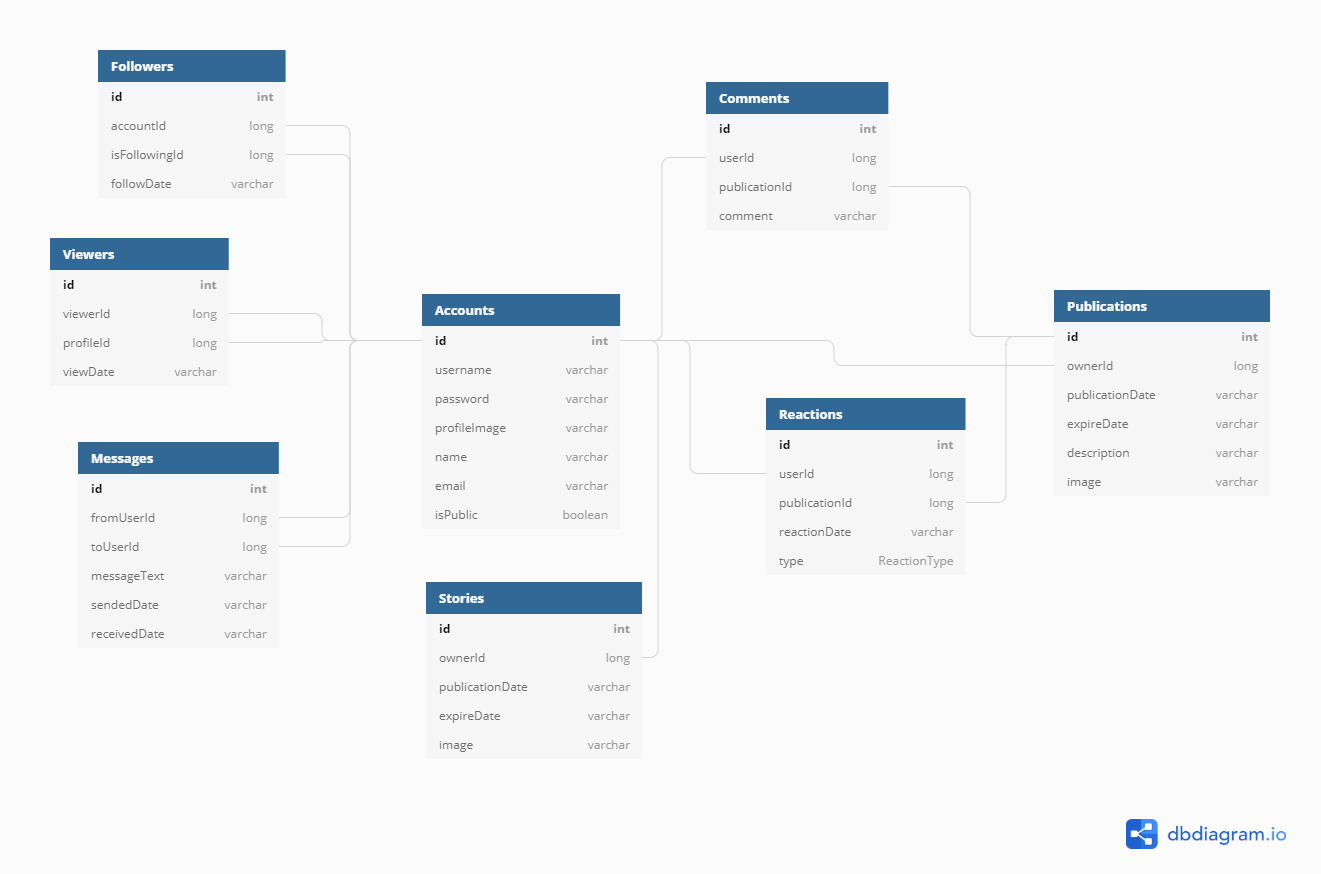 Followers
id int
accountId long
isFollowingId long
followDate varchar
Viewers
id int
viewerId long
profileId long
viewDate varchar
Messages
id int
fromUserId long
toUserId long
messageText varchar
sendedDate varchar
receivedDate varchar
Accounts
id int
username varchar
password varchar
profileImage varchar
name varchar
email varchar
isPublic boolean
Stories
id int
ownerId long
publicationDate varchar
expireDate varchar
image varchar
Comments
id int
userId long
publicationId long
comment varchar
Reactions
id int
userId long
publicationId long
reactionDate varchar
type ReactionType
Publications
id int
ownerId long
publicationDate varchar
expireDate varchar
description varchar
image varchar
dbdiagram.io